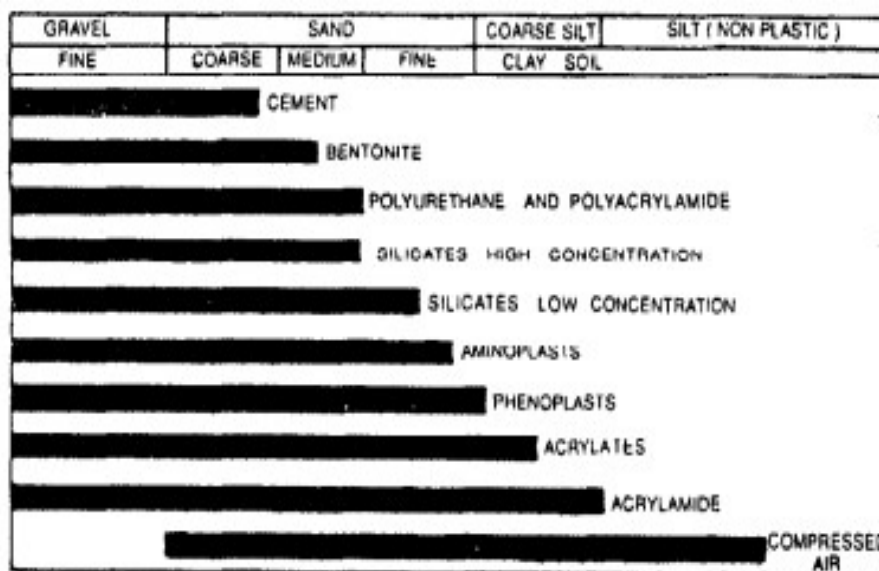 GRAVEL SAND COARSE SILT SILT ( NON PLASTIC )
FINE COARSE MEDIUM FINE CLAY SOIL
CEMENT
BENTONITE
POLYURETHANE AND POLYACRYLAMIDE
SILICATES HIGH CONCENTRATION
SILICATES LOW CONCENTRATION
AMINOPLASTS
PHENOPLASTS
ACRYLATES
ACRYLAMIDE
COMPRESSED
AIR